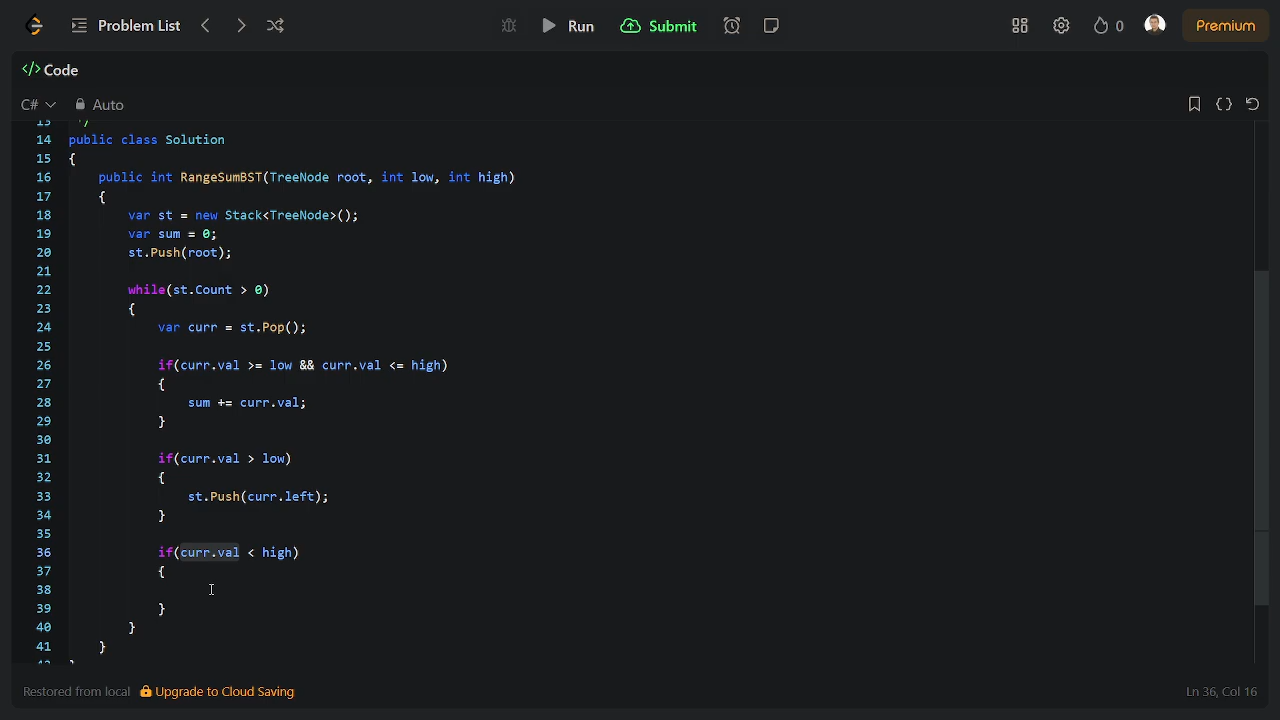 Problem List
Run
Submit
0
Premium
</> Code
C#
Auto
13 */
14 public class Solution
15 {
16 public int RangeSumBST(TreeNode root, int low, int high)
17 {
18 var st = new Stack<TreeNode>();
19 var sum = 0;
20 st.Push(root);
21
22 while(st.Count > 0)
23 {
24 var curr = st.Pop();
25
26 if(curr.val >= low && curr.val <= high)
27 {
28 sum += curr.val;
29 }
30
31 if(curr.val > low)
32 {
33 st.Push(curr.left);
34 }
35
36 if(curr.val < high)
37 {
38
39 }
40 }
41 }
Restored from local
Upgrade to Cloud Saving
Ln 36, Col 16